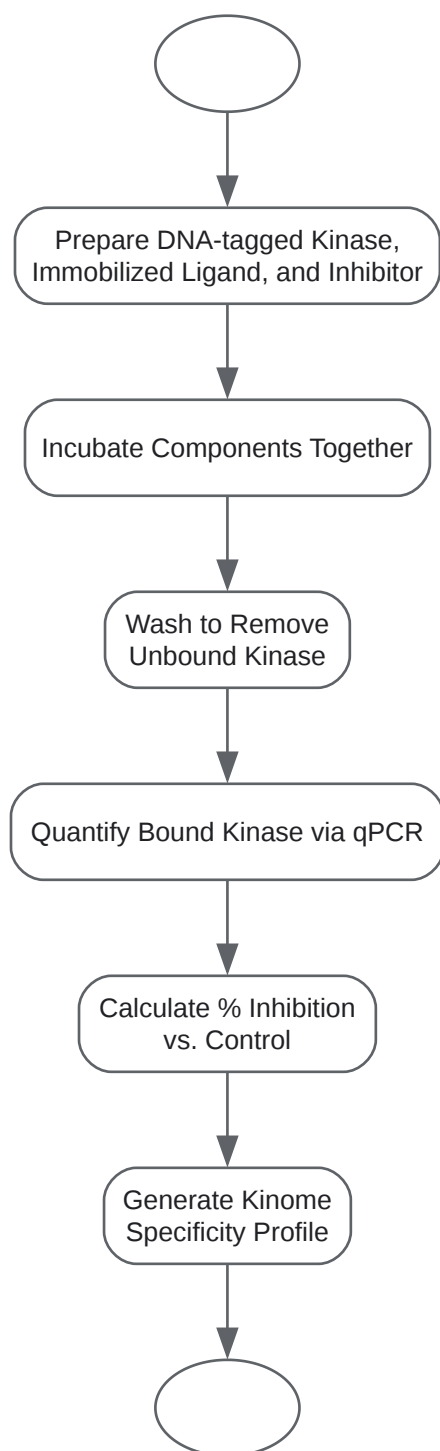 Prepare DNA-tagged Kinase,
Immobilized Ligand, and Inhibitor
Incubate Components Together
Wash to Remove
Unbound Kinase
Quantify Bound Kinase via qPCR
Calculate % Inhibition
vs. Control
Generate Kinome
Specificity Profile